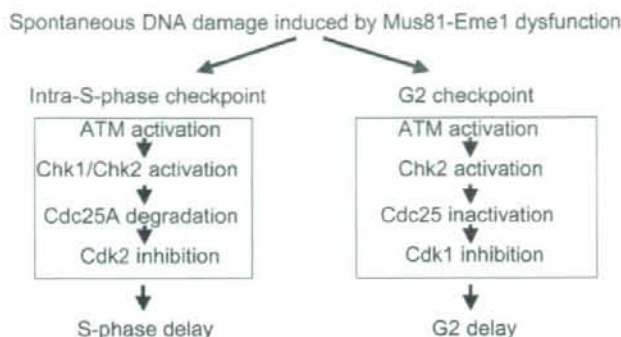 Spontaneous DNA damage induced by Mus81-Eme1 dysfunction
Intra-S-phase checkpoint
ATM activation
Chk1/Chk2 activation
Cdc25A degradation
Cdk2 inhibition
S-phase delay
G2 checkpoint
ATM activation
Chk2 activation
Cdc25 inactivation
Cdk1 inhibition
G2 delay